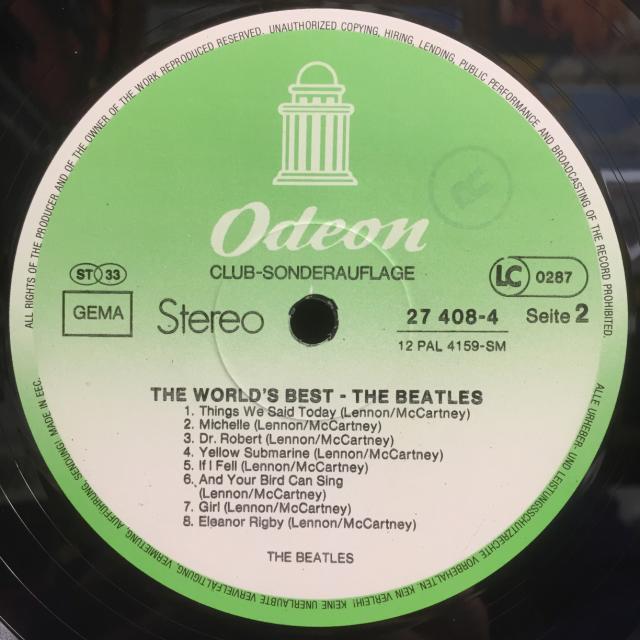 ALL RIGHTS OF THE PRODUCER AND OF THE OWNER OF THE WORK REPRODUCED RESERVED. UNAUTHORIZED COPYING, HIRING, LENDING, PUBLIC PERFORMANCE AND BROADCASTING OF THE RECORD PROHIBITED.
Odeon
CLUB-SONDERAUFLAGE
ST 33
LC 0287
GEMA
Stereo
27 408-4
Seite 2
12 PAL 4159-SM
THE WORLD'S BEST - THE BEATLES
1. Things We Said Today (Lennon/McCartney)
2. Michelle (Lennon/McCartney)
3. Dr. Robert (Lennon/McCartney)
4. Yellow Submarine (Lennon/McCartney)
5. If I Fell (Lennon/McCartney)
6. And Your Bird Can Sing
(Lennon/McCartney)
7. Girl (Lennon/McCartney)
8. Eleanor Rigby (Lennon/McCartney)
THE BEATLES
ALLE URHEBER- UND LEISTUNGSSCHUTZRECHTE VORBEHALTEN. KEIN VERLEIH! KEINE UNERLAUBTE VERVIELFÄLTIGUNG, VERMIETUNG, AUFFÜHRUNG, SENDUNG! MADE IN EEC.